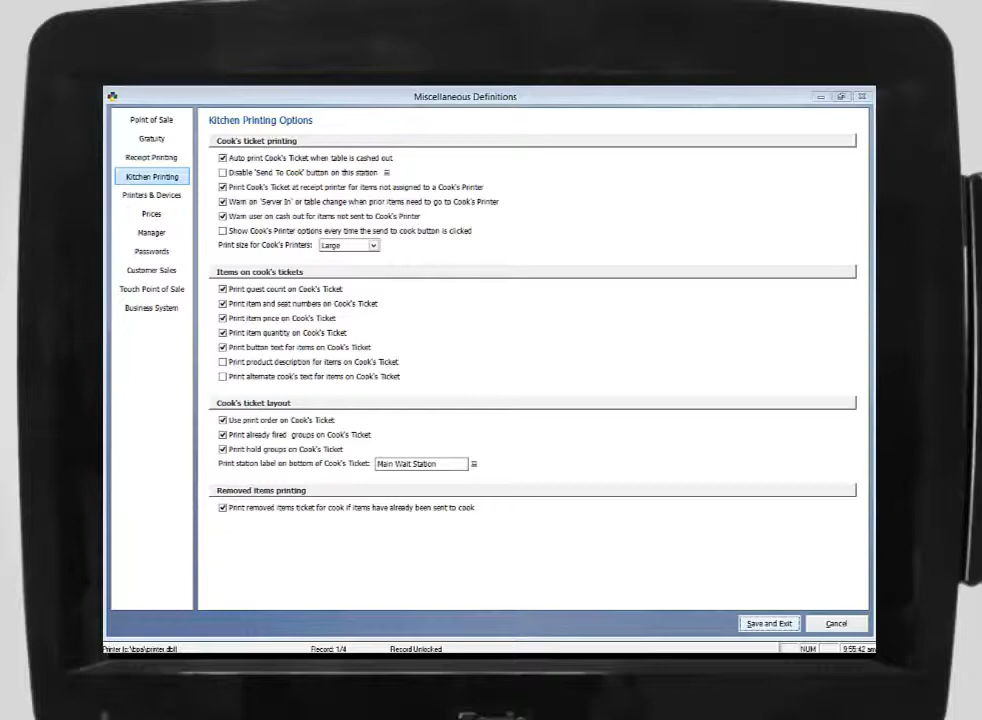 Miscellaneous Definitions
Point of Sale
Gratuity
Receipt Printing
Kitchen Printing
Printers & Devices
Prices
Manager
Passwords
Customer Sales
Touch Point of Sale
Business System
Kitchen Printing Options
Cook's ticket printing
Auto print Cook's Ticket when table is cashed out
Disable 'Send To Cook' button on this station
Print Cook's Ticket at receipt printer for items not assigned to a Cook's Printer
Warn on 'Server In' or table change when prior items need to go to Cook's Printer
Warn user on cash out for items not sent to Cook's Printer
Show Cook's Printer options every time the send to cook button is clicked
Print size for Cook's Printers: Large
Items on cook's tickets
Print guest count on Cook's Ticket
Print item and seat numbers on Cook's Ticket
Print item price on Cook's Ticket
Print item quantity on Cook's Ticket
Print button text for items on Cook's Ticket
Print product description for items on Cook's Ticket
Print alternate cook's text for items on Cook's Ticket
Cook's ticket layout
Use print order on Cook's Ticket
Print already fired groups on Cook's Ticket
Print hold groups on Cook's Ticket
Print station label on bottom of Cook's Ticket: Main Wait Station
Removed items printing
Print removed items ticket for cook if items have already been sent to cook
Save and Exit
Cancel
Printer [c:\bpa\printer.dbf] Record: 1/4 Record Unlocked NUM 9:55:42 am